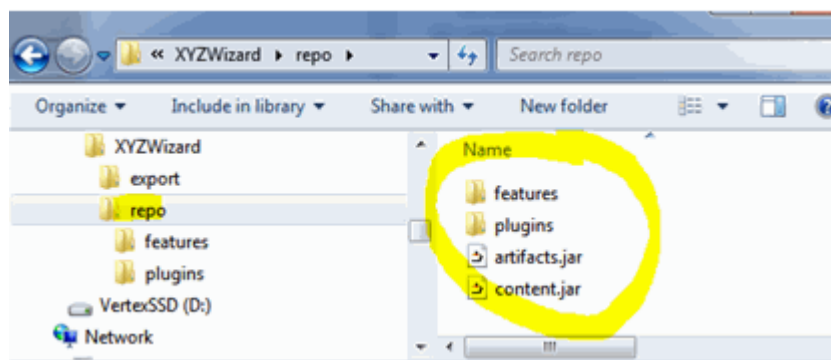 « XYZWizard ▸ repo ▸ Search repo
Organize ▾ Include in library ▾ Share with ▾ New folder
XYZWizard
export
repo
features
plugins
VertexSSD (D:)
Network
Name
features
plugins
artifacts.jar
content.jar